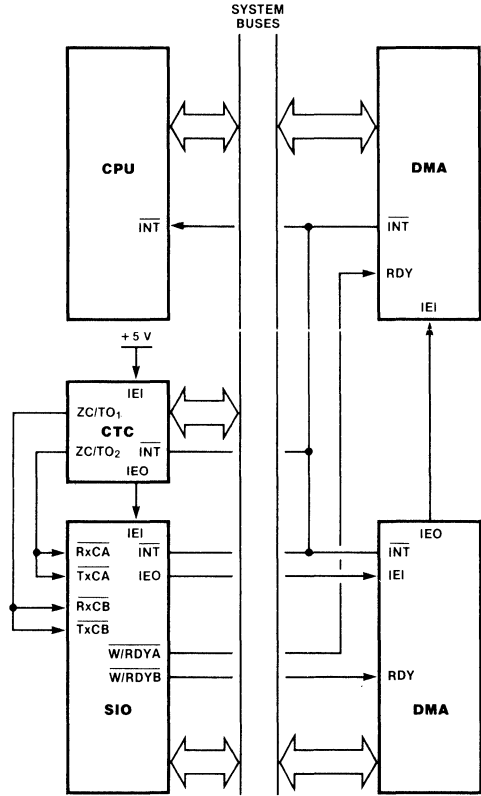 SYSTEM
BUSES
CPU
INT
DMA
INT
RDY
IEI
+5 V
IEI
ZC/TO1
CTC
ZC/TO2
INT
IEO
IEI
RxCA
INT
TxCA
IEO
RxCB
TxCB
W/RDYA
W/RDYB
SIO
IEO
INT
IEI
RDY
DMA